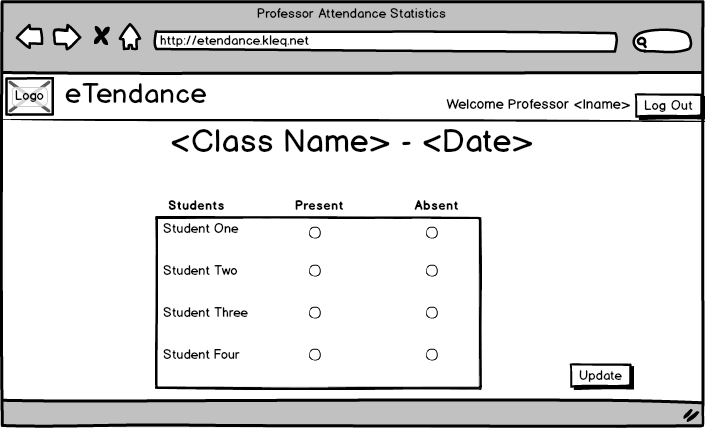 Professor Attendance Statistics
http://etendance.kleq.net
Logo
eTendance
Welcome Professor <lname>
Log Out
<Class Name> - <Date>
Students Present Absent
Student One
Student Two
Student Three
Student Four
Update